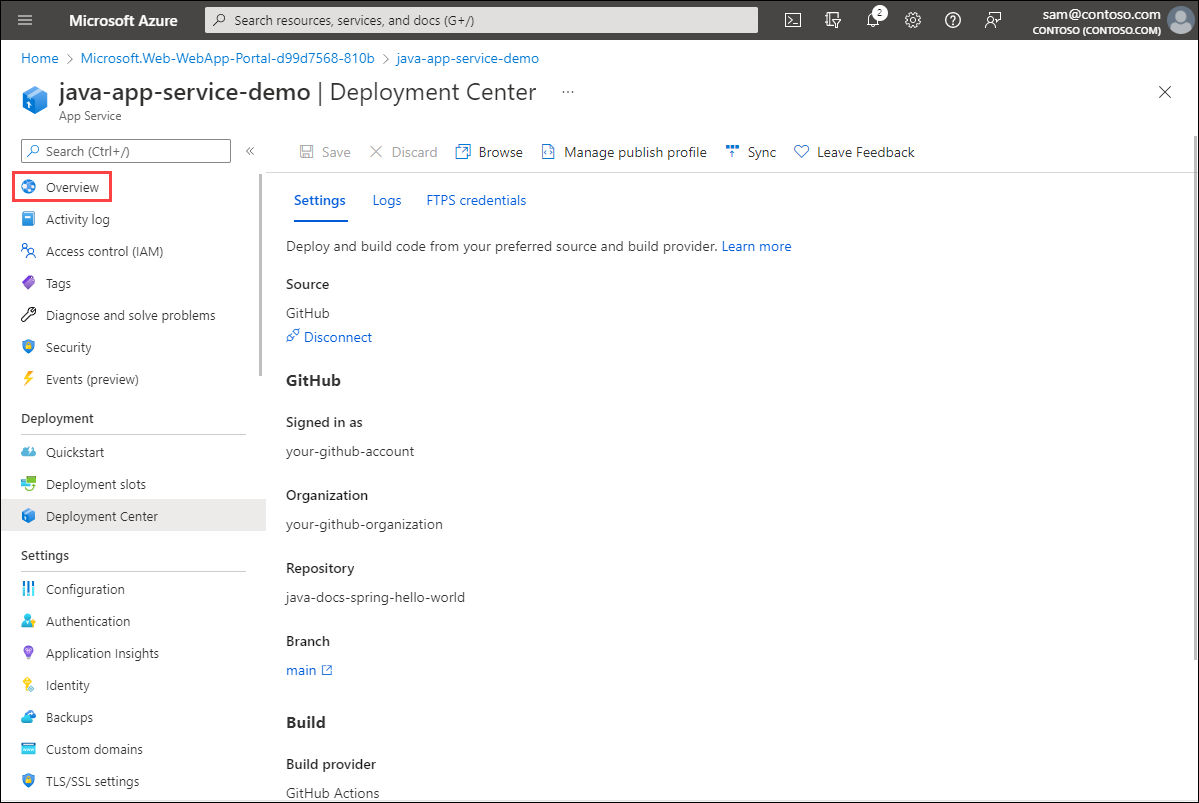 Microsoft Azure
Search resources, services, and docs (G+/)
2
sam@contoso.com
CONTOSO (CONTOSO.COM)
Home > Microsoft.Web-WebApp-Portal-d99d7568-810b > java-app-service-demo
java-app-service-demo | Deployment Center ...
App Service
Search (Ctrl+/)
«
Overview
Activity log
Access control (IAM)
Tags
Diagnose and solve problems
Security
Events (preview)
Deployment
Quickstart
Deployment slots
Deployment Center
Settings
Configuration
Authentication
Application Insights
Identity
Backups
Custom domains
TLS/SSL settings
Save Discard Browse Manage publish profile Sync Leave Feedback
Settings Logs FTPS credentials
Deploy and build code from your preferred source and build provider. Learn more
Source
GitHub
Disconnect
GitHub
Signed in as
your-github-account
Organization
your-github-organization
Repository
java-docs-spring-hello-world
Branch
main
Build
Build provider
GitHub Actions